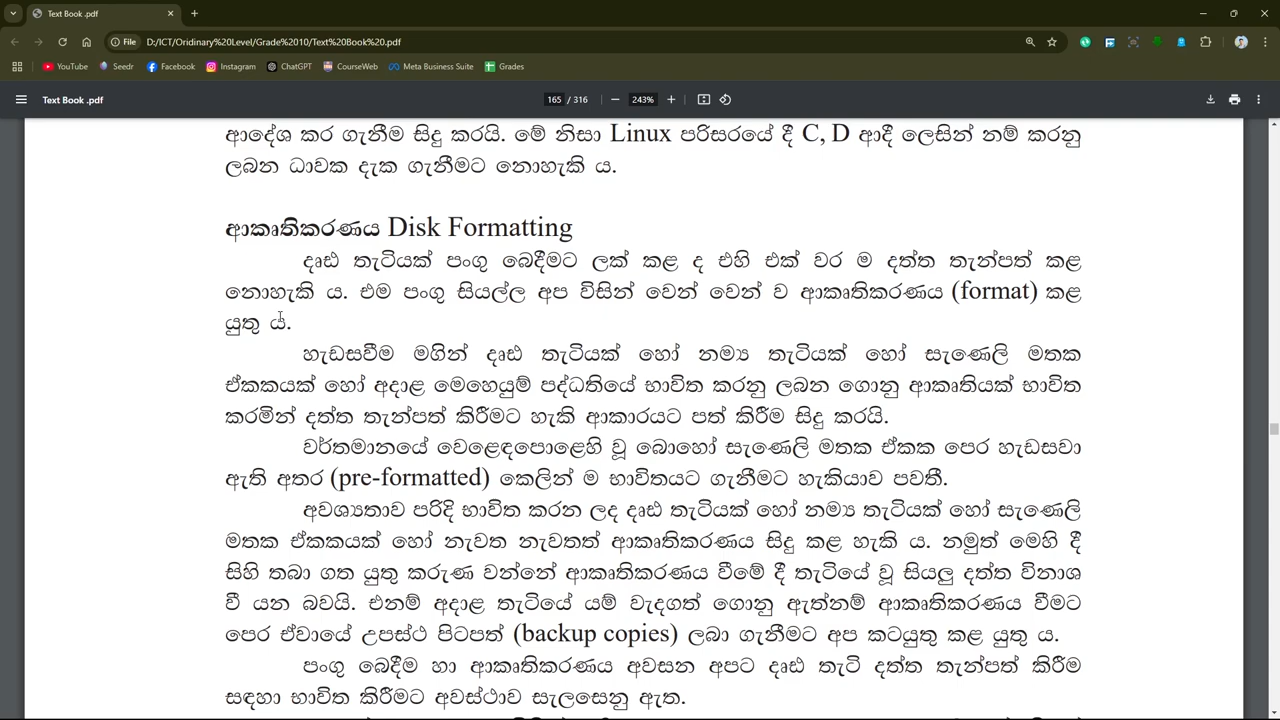 Text Book .pdf
File D:/ICT/Oridinary%20Level/Grade%2010/Text%20Book%20.pdf
YouTube Seedr Facebook Instagram ChatGPT CourseWeb Meta Business Suite Grades
Text Book .pdf 165 / 316 243%
ආදේශ කර ගැනීම සිදු කරයි. මේ නිසා Linux පරිසරයේ දී C, D ආදී ලෙසින් නම් කරනු
ලබන ධාවක දැක ගැනීමට නොහැකි ය.
ආකෘතිකරණය Disk Formatting
දෘඪ තැටියක් පංගු බෙදීමට ලක් කළ ද එහි එක් වර ම දත්ත තැන්පත් කළ
නොහැකි ය. එම පංගු සියල්ල අප විසින් වෙන් වෙන් ව ආකෘතිකරණය (format) කළ
යුතු ය.
හැඩසවීම මගින් දෘඪ තැටියක් හෝ නම්‍ය තැටියක් හෝ සැණෙලි මතක
ඒකකයක් හෝ අදාළ මෙහෙයුම් පද්ධතියේ භාවිත කරනු ලබන ගොනු ආකෘතියක් භාවිත
කරමින් දත්ත තැන්පත් කිරීමට හැකි ආකාරයට පත් කිරීම සිදු කරයි.
වර්තමානයේ වෙළෙඳපොළෙහි වූ බොහෝ සැණෙලි මතක ඒකක පෙර හැඩසවා
ඇති අතර (pre-formatted) කෙලින් ම භාවිතයට ගැනීමට හැකියාව පවතී.
අවශ්‍යතාව පරිදි භාවිත කරන ලද දෘඪ තැටියක් හෝ නම්‍ය තැටියක් හෝ සැණෙලි
මතක ඒකකයක් හෝ නැවත නැවතත් ආකෘතිකරණය සිදු කළ හැකි ය. නමුත් මෙහි දී
සිහි තබා ගත යුතු කරුණ වන්නේ ආකෘතිකරණය වීමේ දී තැටියේ වූ සියලු දත්ත විනාශ
වී යන බවයි. එනම් අදාළ තැටියේ යම් වැදගත් ගොනු ඇත්නම් ආකෘතිකරණය වීමට
පෙර ඒවායේ උපස්ථ පිටපත් (backup copies) ලබා ගැනීමට අප කටයුතු කළ යුතු ය.
පංගු බෙදීම හා ආකෘතිකරණය අවසන අපට දෘඪ තැටි දත්ත තැන්පත් කිරීම
සඳහා භාවිත කිරීමට අවස්ථාව සැලසෙනු ඇත.